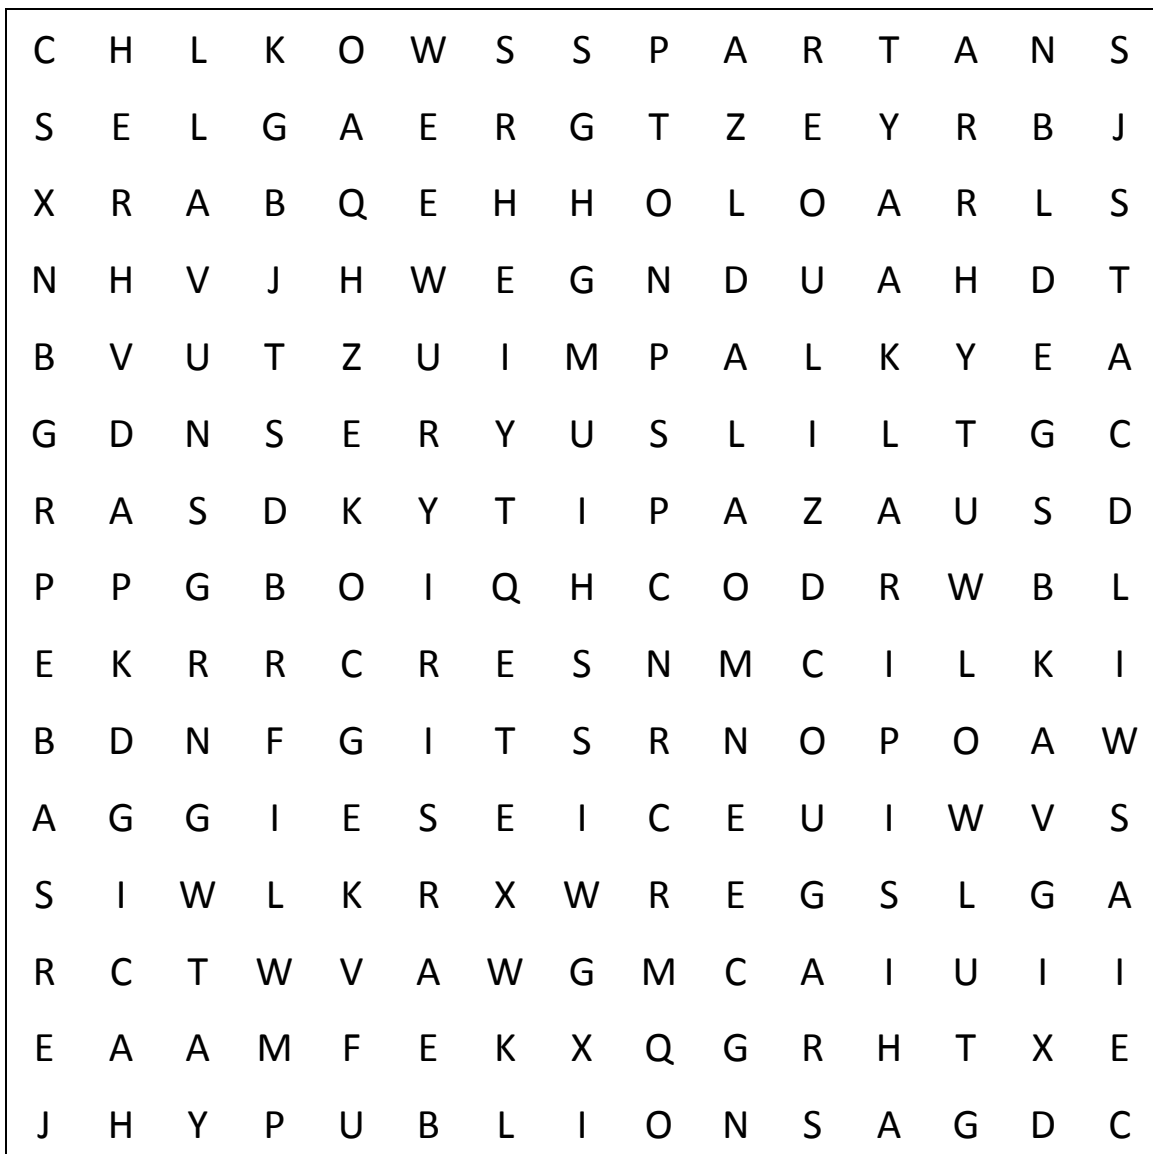 C H L K O W S S P A R T A N S
S E L G A E R G T Z E Y R B J
X R A B Q E H H O L O A R L S
N H V J H W E G N D U A H D T
B V U T Z U I M P A L K Y E A
G D N S E R Y U S L I L T G C
R A S D K Y T I P A Z A U S D
P P G B O I Q H C O D R W B L
E K R R C R E S N M C I L K I
B D N F G I T S R N O P O A W
A G G I E S E I C E U I W V S
S I W L K R X W R E G S L G A
R C T W V A W G M C A I U I I
E A A M F E K X Q G R H T X E
J H Y P U B L I O N S A G D C